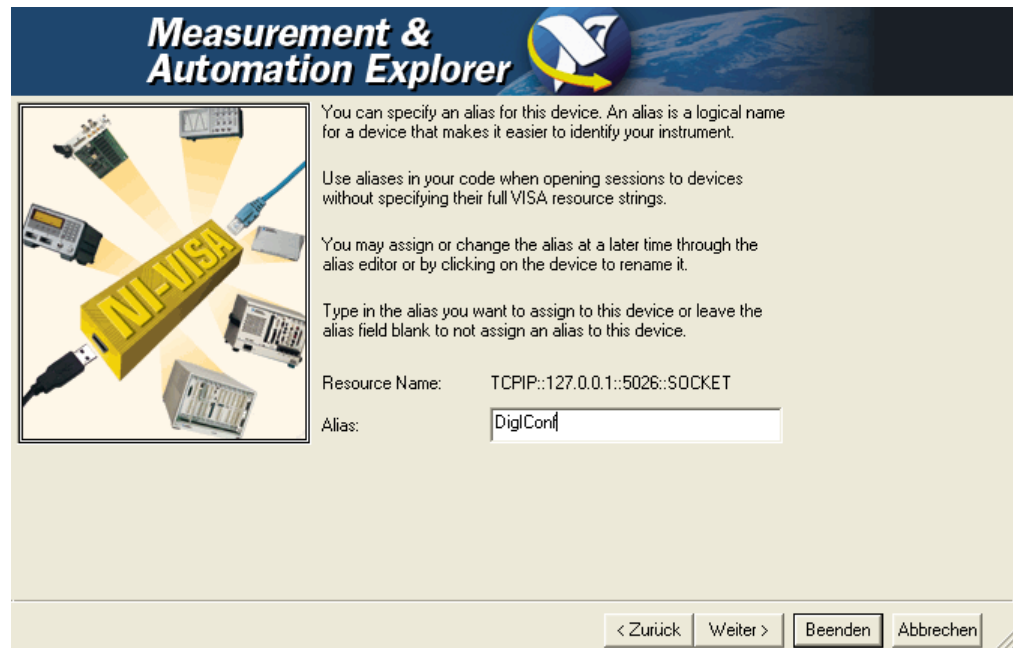 Measurement &
Automation Explorer
You can specify an alias for this device. An alias is a logical name
for a device that makes it easier to identify your instrument.
Use aliases in your code when opening sessions to devices
without specifying their full VISA resource strings.
You may assign or change the alias at a later time through the
alias editor or by clicking on the device to rename it.
Type in the alias you want to assign to this device or leave the
alias field blank to not assign an alias to this device.
NI-VISA
Resource Name: TCPIP::127.0.0.1::5026::SOCKET
Alias: DigIConf
< Zurück Weiter > Beenden Abbrechen